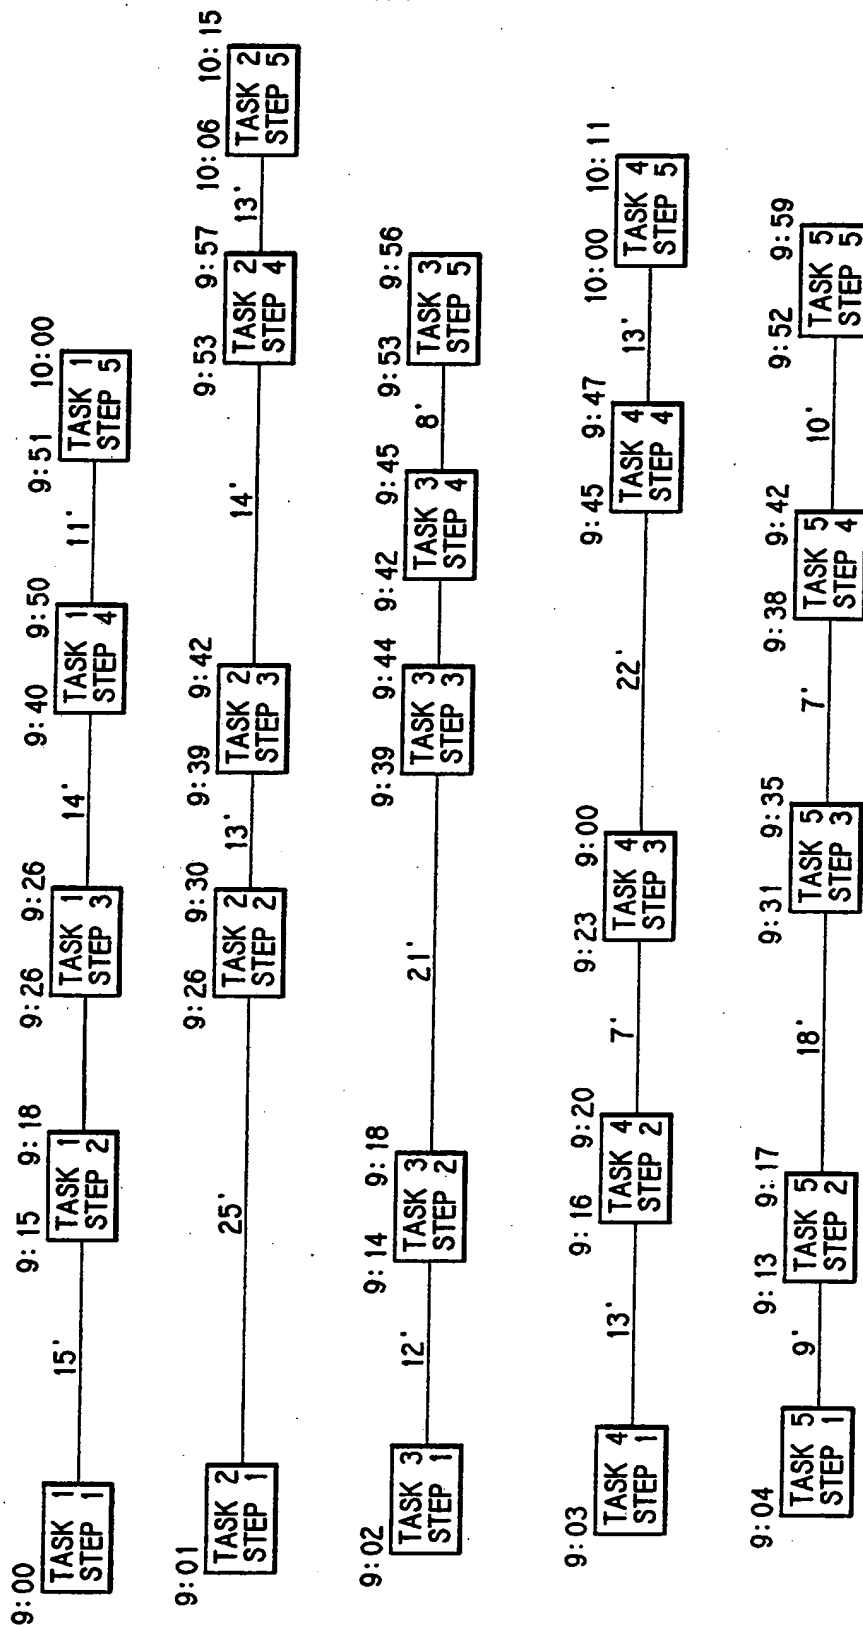 9:00
TASK 1
STEP 1
15'
9:15 9:18
TASK 1
STEP 2
9:26 9:26
TASK 1
STEP 3
14'
9:40 9:50
TASK 1
STEP 4
11'
9:51 10:00
TASK 1
STEP 5
9:01
TASK 2
STEP 1
25'
9:26 9:30
TASK 2
STEP 2
13'
9:39 9:42
TASK 2
STEP 3
14'
9:53 9:57
TASK 2
STEP 4
13'
10:06 10:15
TASK 2
STEP 5
9:02
TASK 3
STEP 1
12'
9:14 9:18
TASK 3
STEP 2
21'
9:39 9:44
TASK 3
STEP 3
9:42 9:45
TASK 3
STEP 4
8'
9:53 9:56
TASK 3
STEP 5
9:03
TASK 4
STEP 1
13'
9:16 9:20
TASK 4
STEP 2
7'
9:23 9:00
TASK 4
STEP 3
22'
9:45 9:47
TASK 4
STEP 4
13'
10:00 10:11
TASK 4
STEP 5
9:04
TASK 5
STEP 1
9'
9:13 9:17
TASK 5
STEP 2
18'
9:31 9:35
TASK 5
STEP 3
7'
9:38 9:42
TASK 5
STEP 4
10'
9:52 9:59
TASK 5
STEP 5